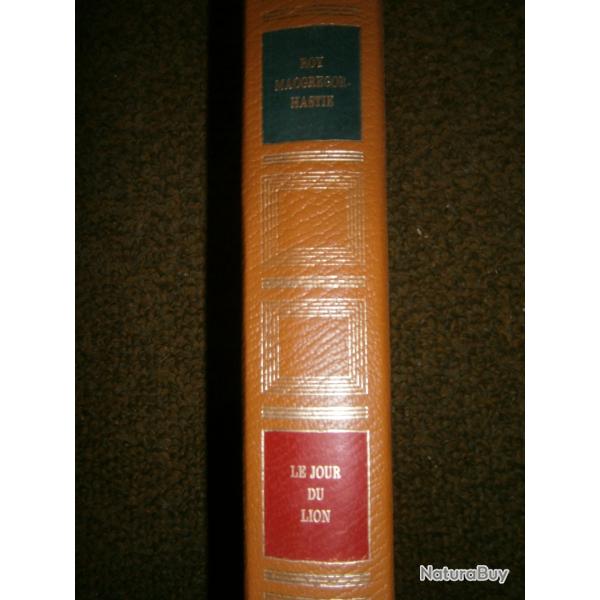 ROY
MACGREGOR-
HASTIE
LE JOUR
DU
LION
NaturaBuy